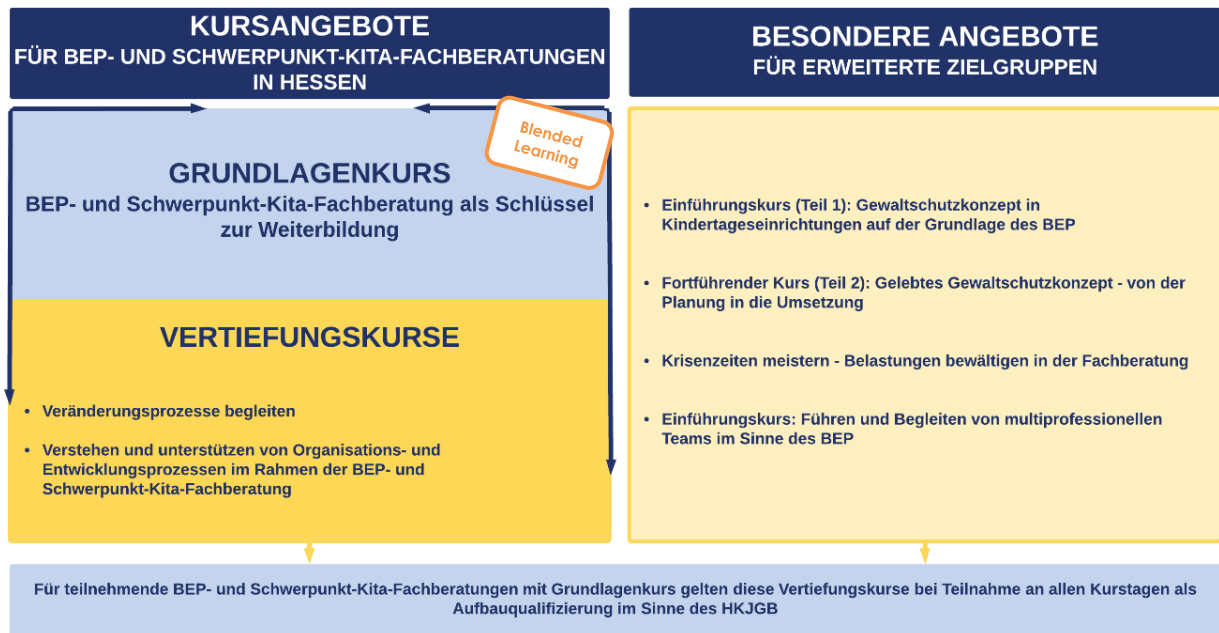 KURSANGEBOTE
FÜR BEP- UND SCHWERPUNKT-KITA-FACHBERATUNGEN
IN HESSEN
Blended
Learning
GRUNDLAGENKURS
BEP- und Schwerpunkt-Kita-Fachberatung als Schlüssel
zur Weiterbildung
VERTIEFUNGSKURSE
• Veränderungsprozesse begleiten
• Verstehen und unterstützen von Organisations- und
Entwicklungsprozessen im Rahmen der BEP- und
Schwerpunkt-Kita-Fachberatung
BESONDERE ANGEBOTE
FÜR ERWEITERTE ZIELGRUPPEN
• Einführungskurs (Teil 1): Gewaltschutzkonzept in
Kindertageseinrichtungen auf der Grundlage des BEP
• Fortführender Kurs (Teil 2): Gelebtes Gewaltschutzkonzept - von der
Planung in die Umsetzung
• Krisenzeiten meistern - Belastungen bewältigen in der Fachberatung
• Einführungskurs: Führen und Begleiten von multiprofessionellen
Teams im Sinne des BEP
Für teilnehmende BEP- und Schwerpunkt-Kita-Fachberatungen mit Grundlagenkurs gelten diese Vertiefungskurse bei Teilnahme an allen Kurstagen als
Aufbauqualifizierung im Sinne des HKJGB